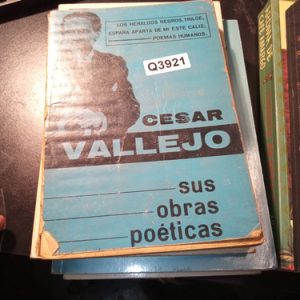 LOS HERALDOS NEGROS, TRILCE,
ESPAÑA APARTA DE MI ESTE CALIZ,
POEMAS HUMANOS.
Q3921
CESAR
VALLEJO
sus
obras
poéticas